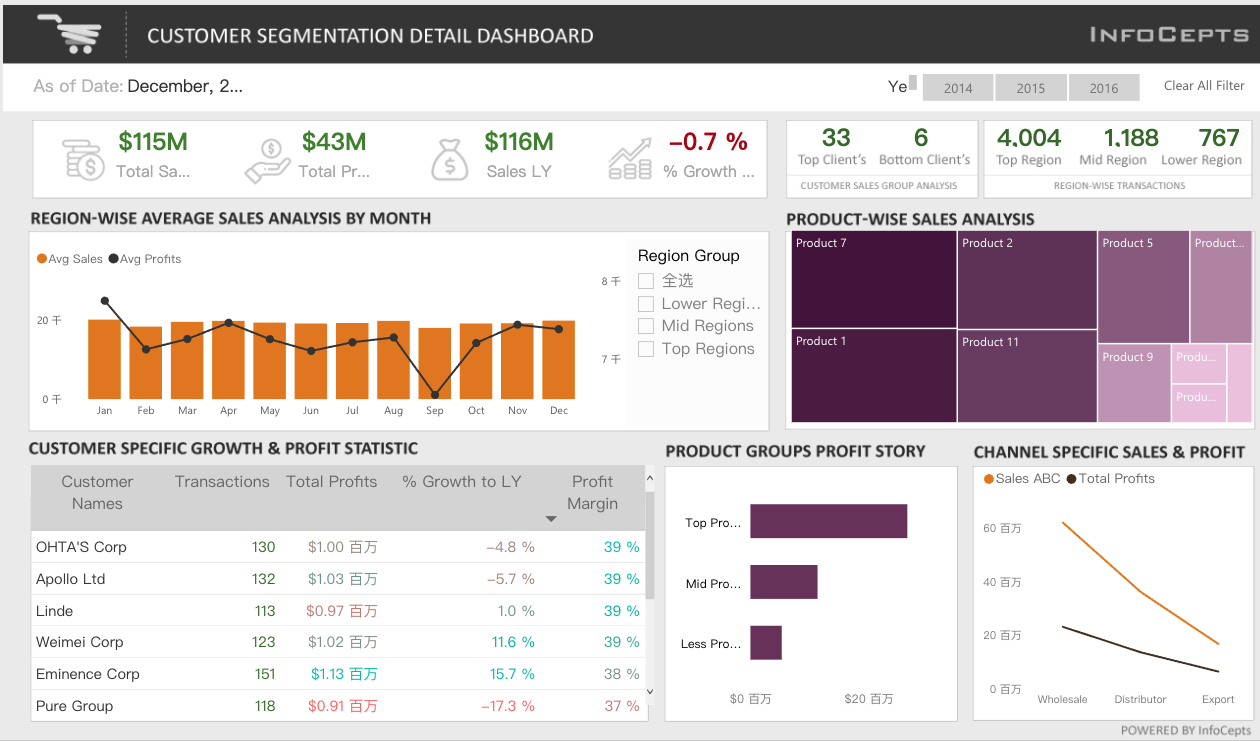 CUSTOMER SEGMENTATION DETAIL DASHBOARD
INFOCEPTS
As of Date: December, 2...
Ye
2014
2015
2016
Clear All Filter
$115M
Total Sa...
$43M
Total Pr...
$116M
Sales LY
-0.7 %
% Growth ...
33
Top Client's
6
Bottom Client's
CUSTOMER SALES GROUP ANALYSIS
4,004
Top Region
1,188
Mid Region
767
Lower Region
REGION-WISE TRANSACTIONS
REGION-WISE AVERAGE SALES ANALYSIS BY MONTH
Avg Sales Avg Profits
20 千
0 千
8 千
7 千
Jan Feb Mar Apr May Jun Jul Aug Sep Oct Nov Dec
Region Group
全选
Lower Regi...
Mid Regions
Top Regions
PRODUCT-WISE SALES ANALYSIS
Product 7
Product 2
Product 5
Product...
Product 1
Product 11
Product 9
Produ...
Produ...
CUSTOMER SPECIFIC GROWTH & PROFIT STATISTIC
Customer Names Transactions Total Profits % Growth to LY Profit Margin
OHTA'S Corp 130 $1.00 百万 -4.8 % 39 %
Apollo Ltd 132 $1.03 百万 -5.7 % 39 %
Linde 113 $0.97 百万 1.0 % 39 %
Weimei Corp 123 $1.02 百万 11.6 % 39 %
Eminence Corp 151 $1.13 百万 15.7 % 38 %
Pure Group 118 $0.91 百万 -17.3 % 37 %
PRODUCT GROUPS PROFIT STORY
Top Pro...
Mid Pro...
Less Pro...
$0 百万 $20 百万
CHANNEL SPECIFIC SALES & PROFIT
Sales ABC Total Profits
60 百万
40 百万
20 百万
0 百万
Wholesale Distributor Export
POWERED BY InfoCepts